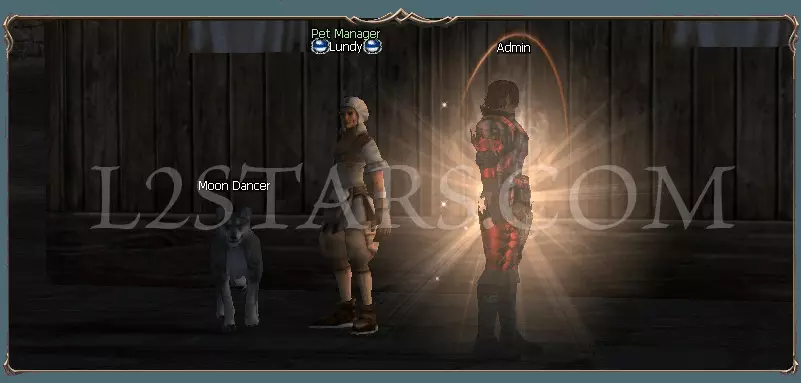 Pet Manager
Lundy
Admin
Moon Dancer
L2STARS.COM